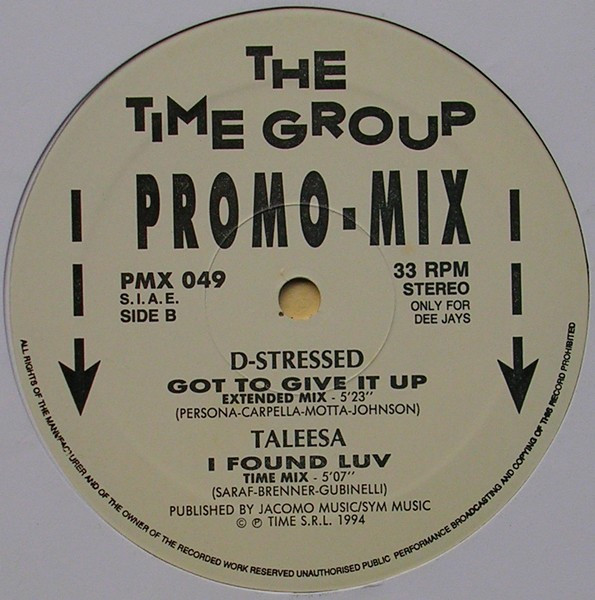 THE
TIME GROUP
PROMO-MIX
PMX 049
S.I.A.E.
SIDE B
33 RPM
STEREO
ONLY FOR
DEE JAYS
D-STRESSED
GOT TO GIVE IT UP
EXTENDED MIX - 5'23"
(PERSONA-CARPELLA-MOTTA-JOHNSON)
TALEESA
I FOUND LUV
TIME MIX - 5'07"
(SARAF-BRENNER-GUBINELLI)
PUBLISHED BY JACOMO MUSIC/SYM MUSIC
© ℗ TIME S.R.L. 1994
ALL RIGHTS OF THE MANUFACTURER AND OF THE OWNER OF THE RECORDED WORK RESERVED UNAUTHORISED PUBLIC PERFORMANCE BROADCASTING AND COPYING OF THIS RECORD PROHIBITED